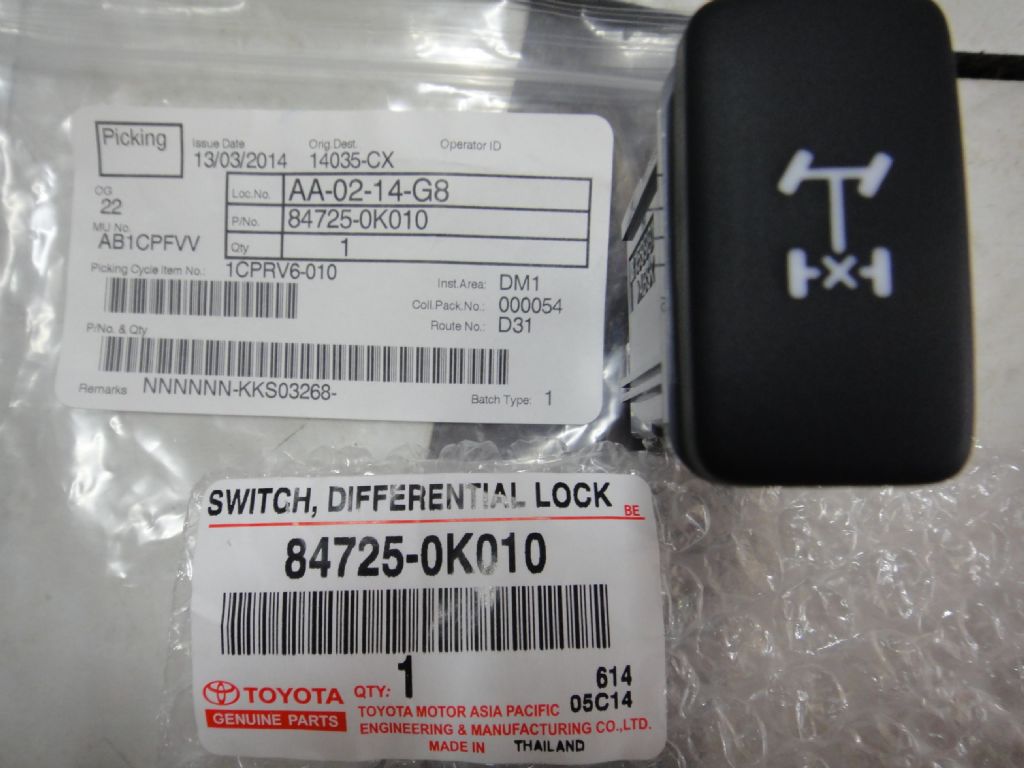 Picking
Issue Date
13/03/2014
Orig.Dest.
14035-CX
Operator ID
CG
22
Loc.No. AA-02-14-G8
P/No. 84725-0K010
Qty 1
MU No.
AB1CPFVV
Picking Cycle Item No.: 1CPRV6-010
Inst.Area: DM1
Coll.Pack.No.: 000054
Route No.: D31
P/No. & Qty
Remarks NNNNNN-KKS03268-
Batch Type: 1
SWITCH, DIFFERENTIAL LOCK BE
84725-0K010
1
614
TOYOTA QTY: 05C14
GENUINE PARTS
TOYOTA MOTOR ASIA PACIFIC
ENGINEERING & MANUFACTURING CO.,LTD.
MADE IN THAILAND